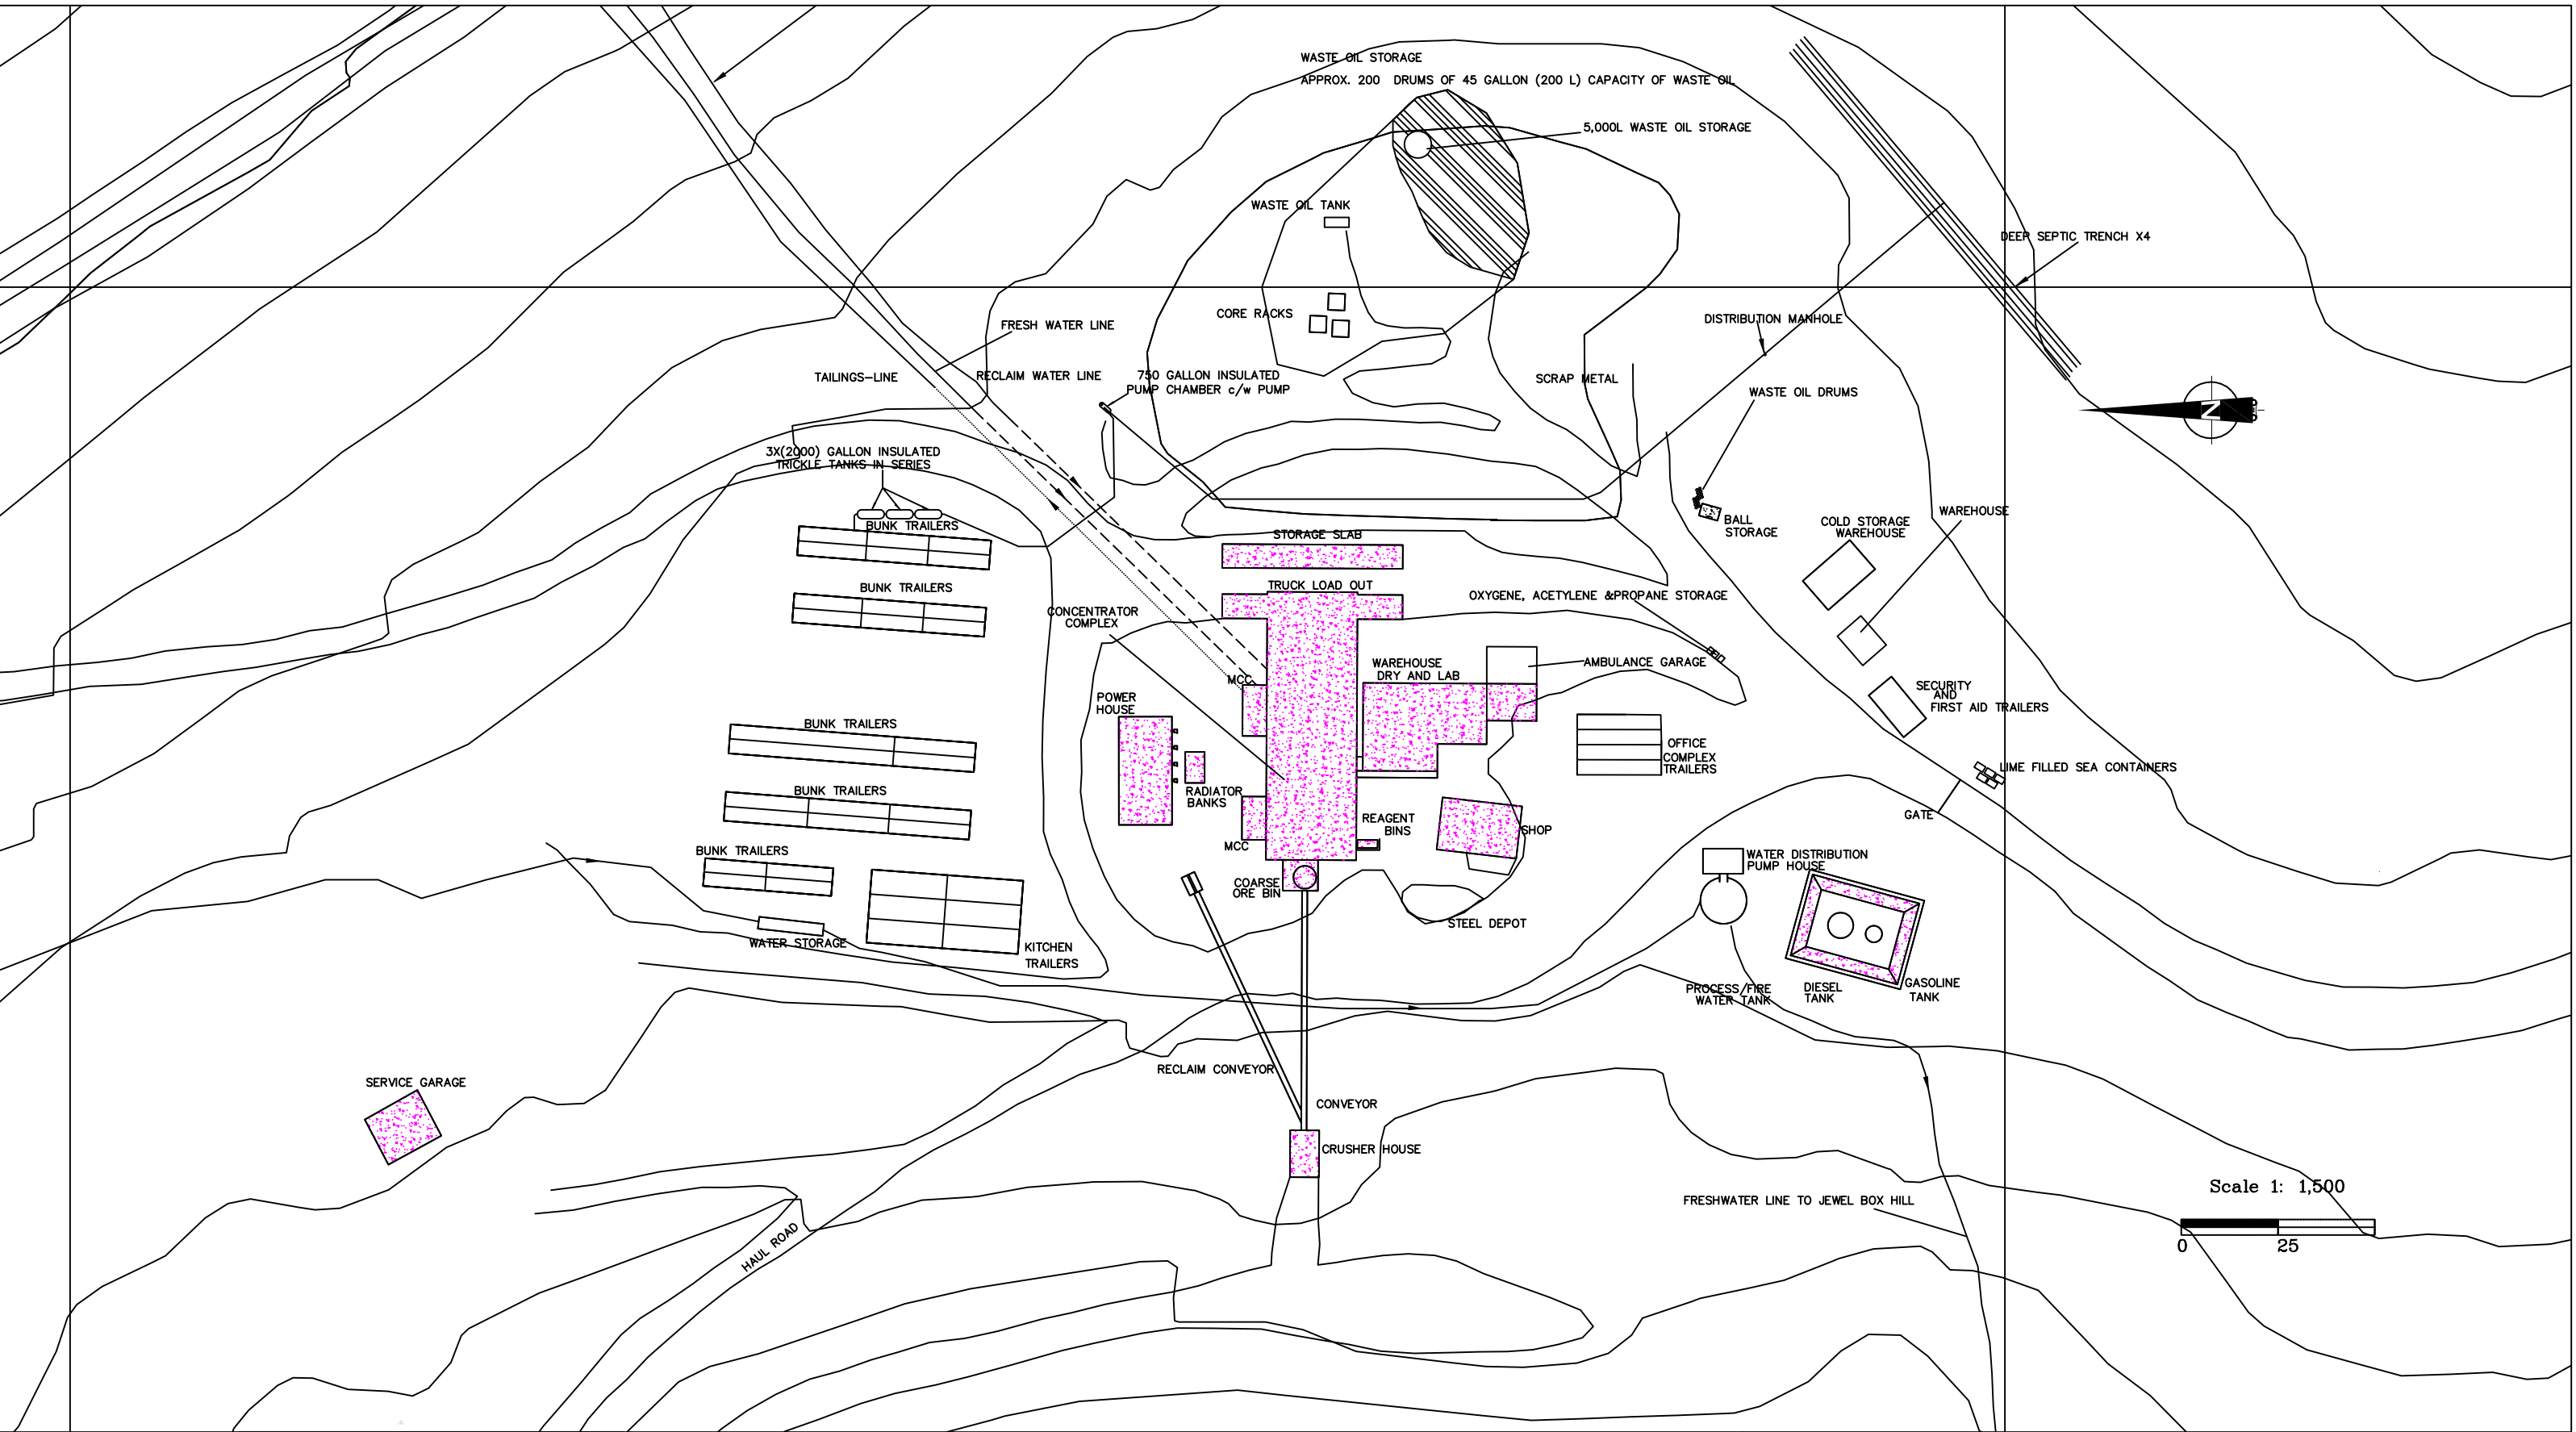 WASTE OIL STORAGE
APPROX. 200 DRUMS OF 45 GALLON (200 L) CAPACITY OF WASTE OIL
5,000L WASTE OIL STORAGE
WASTE OIL TANK
DEEP SEPTIC TRENCH X4
CORE RACKS
FRESH WATER LINE
DISTRIBUTION MANHOLE
TAILINGS-LINE
RECLAIM WATER LINE
750 GALLON INSULATED
PUMP CHAMBER c/w PUMP
SCRAP METAL
WASTE OIL DRUMS
N
3X(2000) GALLON INSULATED
TRICKLE TANKS IN SERIES
BUNK TRAILERS
BALL
STORAGE
COLD STORAGE
WAREHOUSE
WAREHOUSE
STORAGE SLAB
BUNK TRAILERS
TRUCK LOAD OUT
OXYGENE, ACETYLENE &PROPANE STORAGE
CONCENTRATOR
COMPLEX
MCC
WAREHOUSE
DRY AND LAB
AMBULANCE GARAGE
POWER
HOUSE
SECURITY
AND
FIRST AID TRAILERS
BUNK TRAILERS
OFFICE
COMPLEX
TRAILERS
LIME FILLED SEA CONTAINERS
BUNK TRAILERS
RADIATOR
BANKS
REAGENT
BINS
SHOP
GATE
MCC
BUNK TRAILERS
WATER DISTRIBUTION
PUMP HOUSE
COARSE
ORE BIN
STEEL DEPOT
WATER STORAGE
KITCHEN
TRAILERS
PROCESS/FIRE
WATER TANK
DIESEL
TANK
GASOLINE
TANK
RECLAIM CONVEYOR
SERVICE GARAGE
CONVEYOR
CRUSHER HOUSE
HAUL ROAD
FRESHWATER LINE TO JEWEL BOX HILL
Scale 1: 1,500
0 25